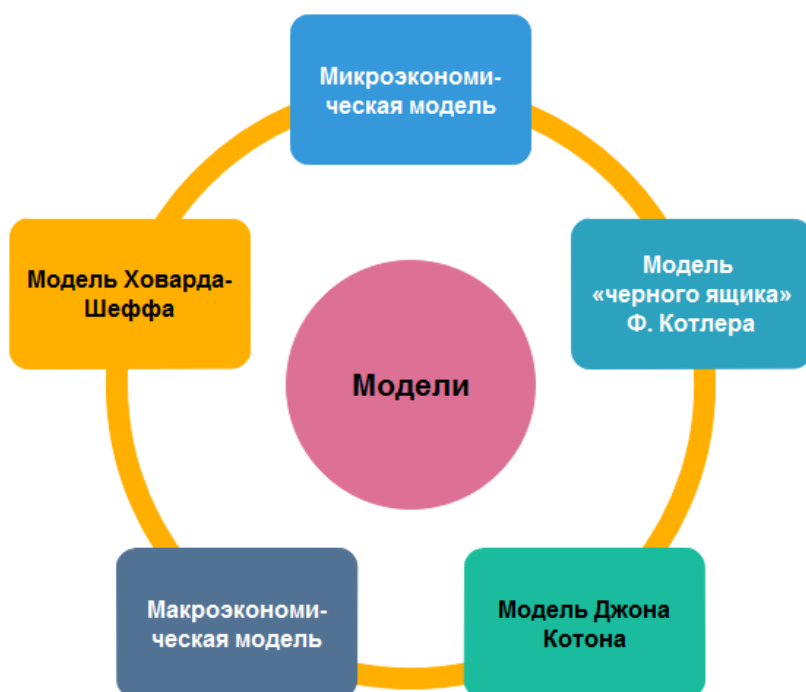 Микроэкономи-
ческая модель
Модель Ховарда-
Шеффа
Модель
«черного ящика»
Ф. Котлера
Модели
Макроэкономи-
ческая модель
Модель Джона
Котона